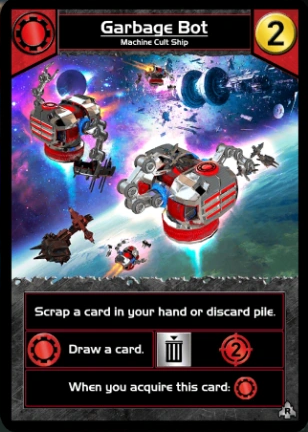 Garbage Bot
Machine Cult Ship
2
Scrap a card in your hand or discard pile.
Draw a card.
2
When you acquire this card:
R